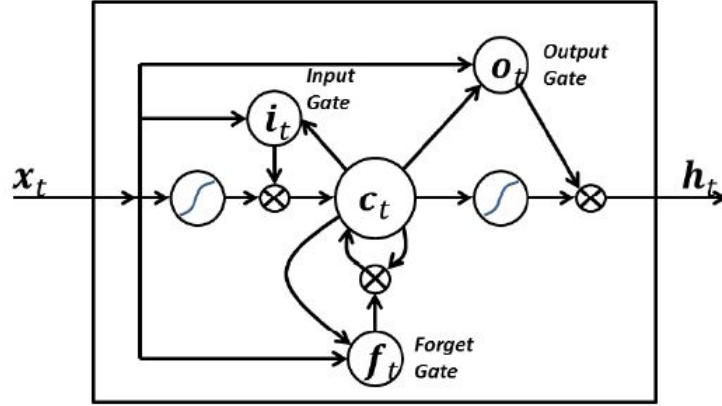 Input
Gate
Output
Gate
o_t
i_t
x_t
c_t
h_t
f_t
Forget
Gate